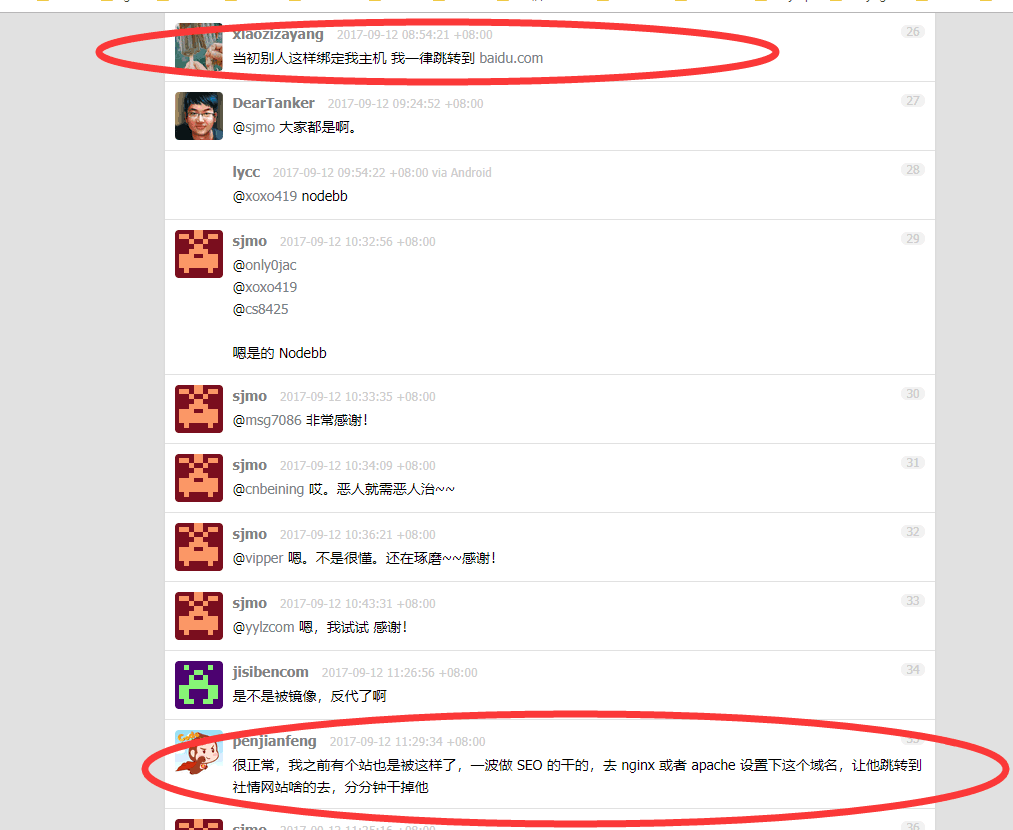 xiaozizayang 2017-09-12 08:54:21 +08:00 26
当初别人这样绑定我主机 我一律跳转到 baidu.com
DearTanker 2017-09-12 09:24:52 +08:00 27
@sjmo 大家都是啊。
lycc 2017-09-12 09:54:22 +08:00 via Android 28
@xoxo419 nodebb
sjmo 2017-09-12 10:32:56 +08:00 29
@only0jac
@xoxo419
@cs8425
嗯是的 Nodebb
sjmo 2017-09-12 10:33:35 +08:00 30
@msg7086 非常感谢！
sjmo 2017-09-12 10:34:09 +08:00 31
@cnbeining 哎。恶人就需恶人治~~
sjmo 2017-09-12 10:36:21 +08:00 32
@vipper 嗯。不是很懂。还在琢磨~~感谢！
sjmo 2017-09-12 10:43:31 +08:00 33
@yylzcom 嗯，我试试 感谢！
jisibencom 2017-09-12 11:26:56 +08:00 34
是不是被镜像，反代了啊
penjianfeng 2017-09-12 11:29:34 +08:00 35
很正常，我之前有个站也是被这样了，一波做 SEO 的干的，去 nginx 或者 apache 设置下这个域名，让他跳转到
社情网站啥的去，分分钟干掉他
sjmo 2017-09-12 11:35:16 +08:00 36